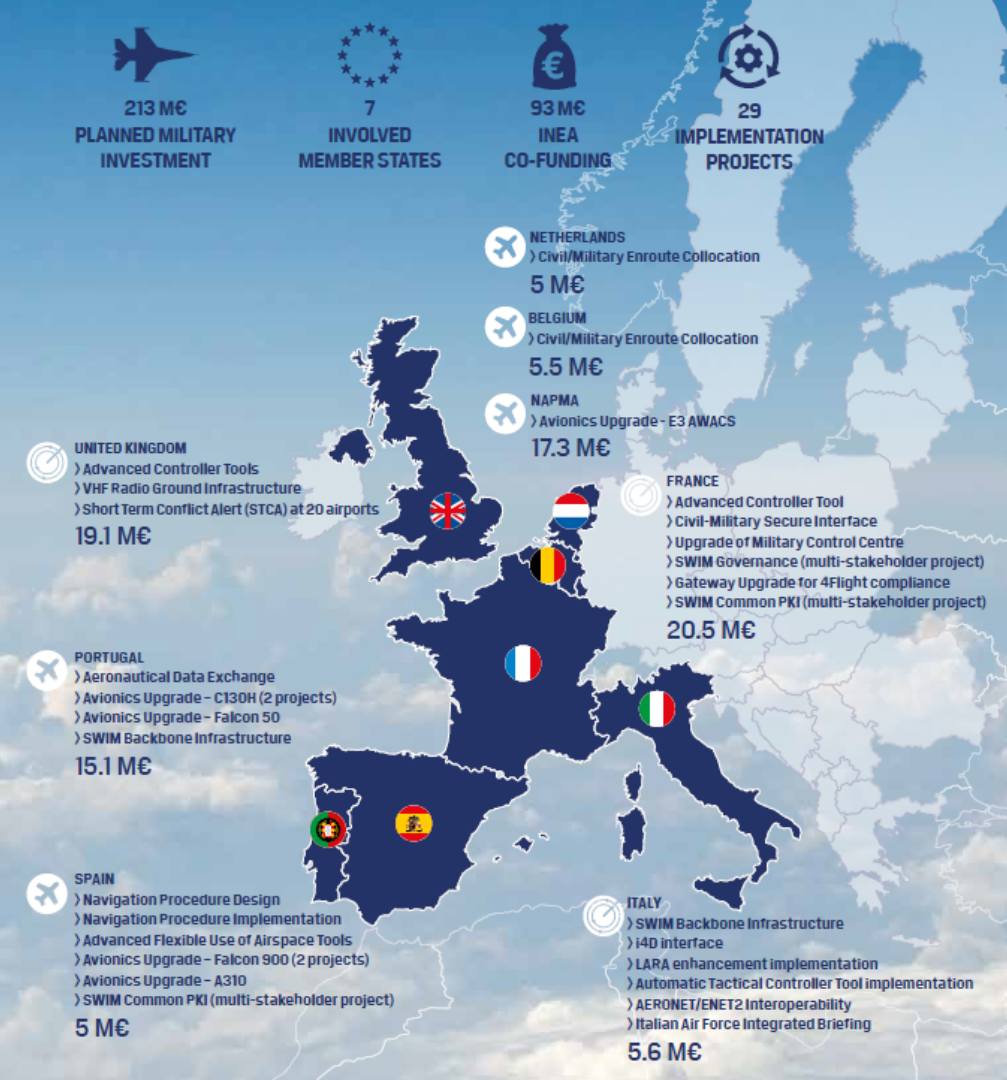 213 M€
PLANNED MILITARY
INVESTMENT
7
INVOLVED
MEMBER STATES
€
93 M€
INEA
CO-FUNDING
29
IMPLEMENTATION
PROJECTS
NETHERLANDS
› Civil/Military Enroute Collocation
5 M€
BELGIUM
› Civil/Military Enroute Collocation
5.5 M€
NAPMA
› Avionics Upgrade - E3 AWACS
17.3 M€
UNITED KINGDOM
› Advanced Controller Tools
› VHF Radio Ground Infrastructure
› Short Term Conflict Alert (STCA) at 20 airports
19.1 M€
FRANCE
› Advanced Controller Tool
› Civil-Military Secure Interface
› Upgrade of Military Control Centre
› SWIM Governance (multi-stakeholder project)
› Gateway Upgrade for 4Flight compliance
› SWIM Common PKI (multi-stakeholder project)
20.5 M€
PORTUGAL
› Aeronautical Data Exchange
› Avionics Upgrade – C130H (2 projects)
› Avionics Upgrade – Falcon 50
› SWIM Backbone Infrastructure
15.1 M€
SPAIN
› Navigation Procedure Design
› Navigation Procedure Implementation
› Advanced Flexible Use of Airspace Tools
› Avionics Upgrade – Falcon 900 (2 projects)
› Avionics Upgrade – A310
› SWIM Common PKI (multi-stakeholder project)
5 M€
ITALY
› SWIM Backbone Infrastructure
› i4D interface
› LARA enhancement implementation
› Automatic Tactical Controller Tool implementation
› AERONET/ENET2 Interoperability
› Italian Air Force Integrated Briefing
5.6 M€